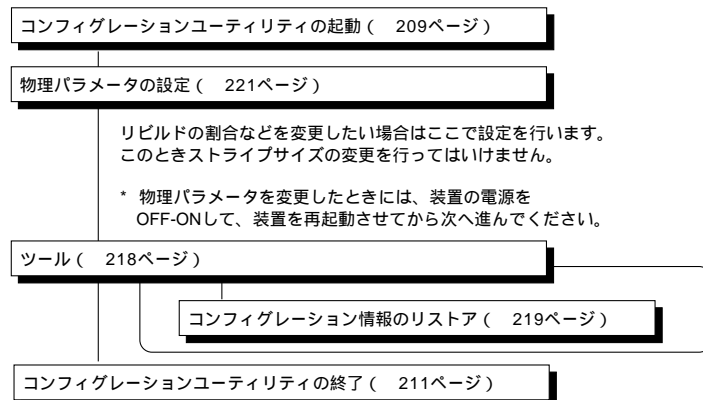 コンフィグレーションユーティリティの起動(　209ページ)
物理パラメータの設定(　221ページ)
リビルドの割合などを変更したい場合はここで設定を行います。
このときストライプサイズの変更を行ってはいけません。
* 物理パラメータを変更したときには、装置の電源を
OFF-ONして、装置を再起動させてから次へ進んでください。
ツール(　218ページ)
コンフィグレーション情報のリストア(　219ページ)
コンフィグレーションユーティリティの終了(　211ページ)